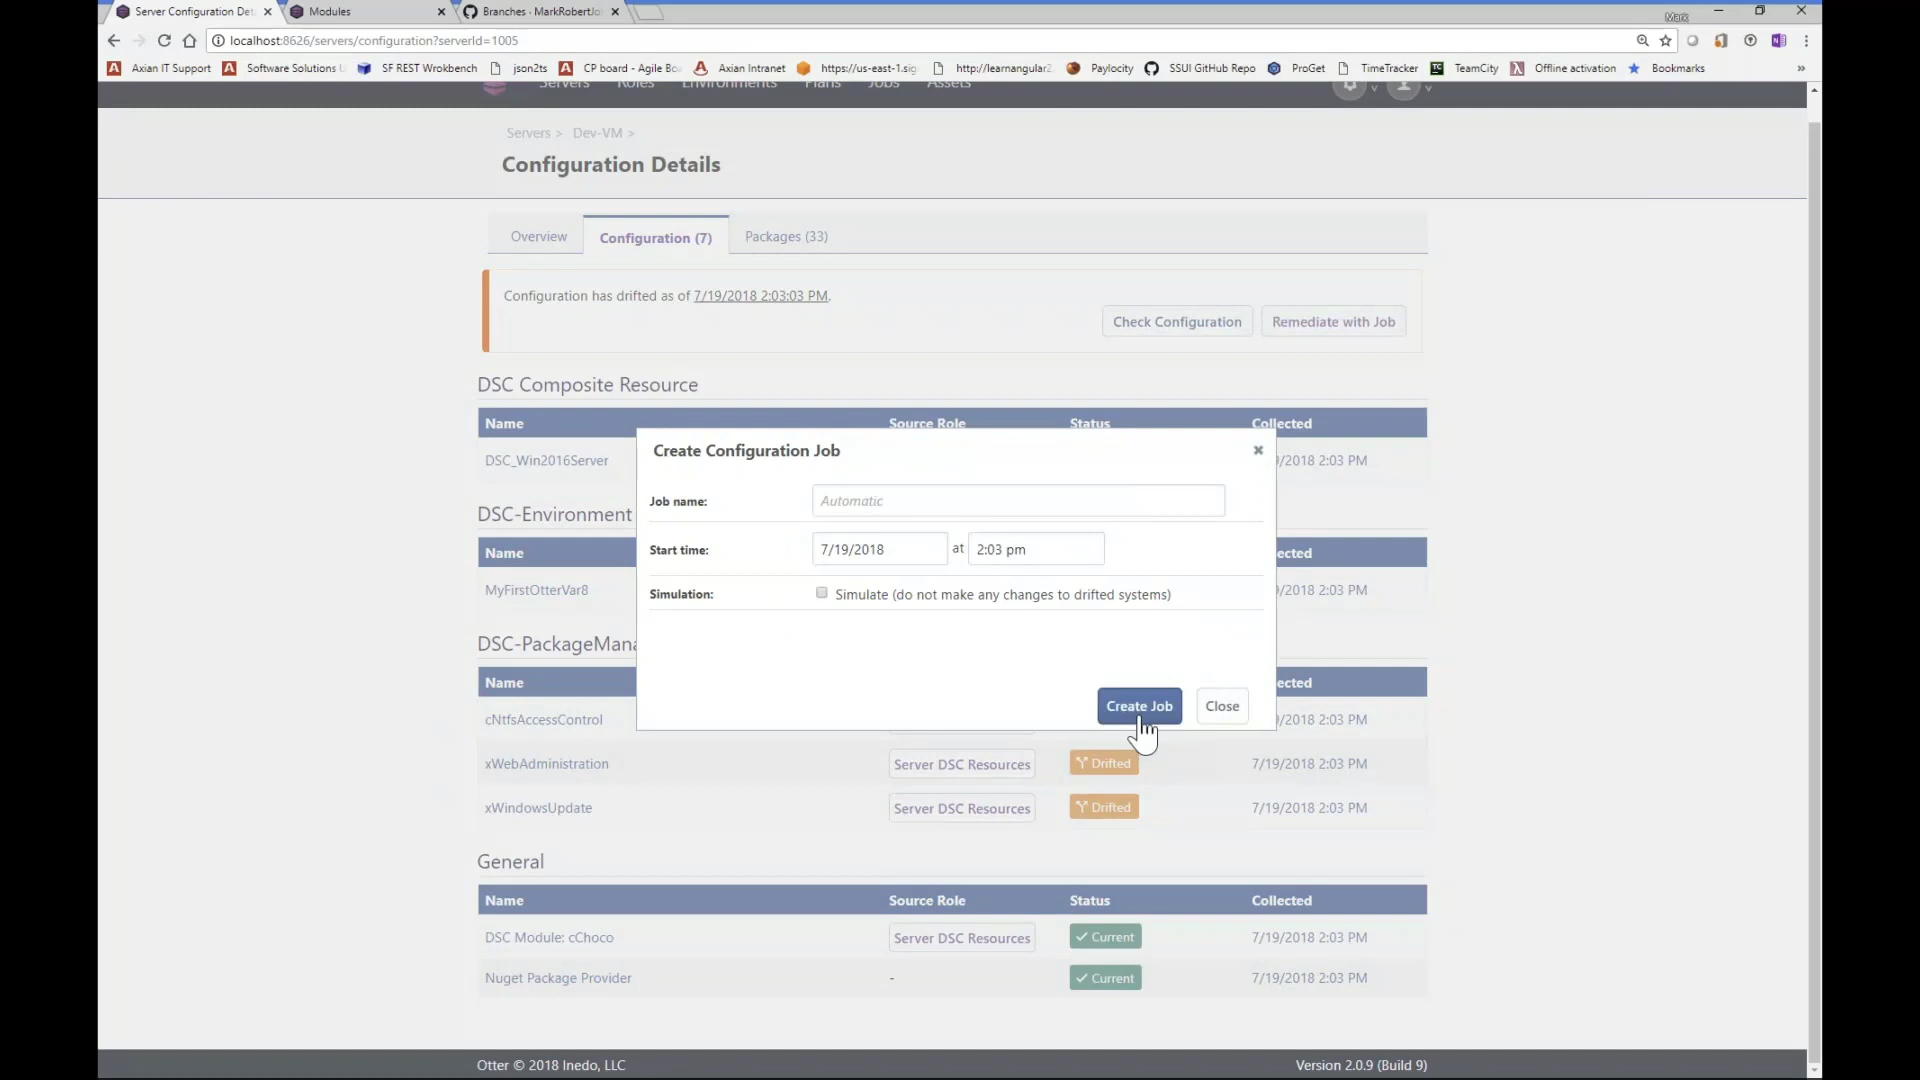 Server Configuration Det
Modules
Branches · MarkRobertJo
Mark
localhost:8626/servers/configuration?serverId=1005
Axian IT Support
Software Solutions
SF REST Wrokbench
json2ts
CP board - Agile Bo
Axian Intranet
https://us-east-1.sig
http://learnangular2
Paylocity
SSUI GitHub Repo
ProGet
TimeTracker
TeamCity
Offline activation
Bookmarks
»
Servers Roles Environments Plans Jobs Assets
Servers > Dev-VM >
Configuration Details
Overview
Configuration (7)
Packages (33)
Configuration has drifted as of 7/19/2018 2:03:03 PM.
Check Configuration
Remediate with Job
DSC Composite Resource
Name Source Role Status Collected
DSC_Win2016Server /2018 2:03 PM
DSC-Environment
Name ected
MyFirstOtterVar8 /2018 2:03 PM
DSC-PackageMana
Name ected
cNtfsAccessControl /2018 2:03 PM
xWebAdministration Server DSC Resources Drifted 7/19/2018 2:03 PM
xWindowsUpdate Server DSC Resources Drifted 7/19/2018 2:03 PM
General
Name Source Role Status Collected
DSC Module: cChoco Server DSC Resources Current 7/19/2018 2:03 PM
Nuget Package Provider - Current 7/19/2018 2:03 PM
Create Configuration Job
Job name: Automatic
Start time: 7/19/2018 at 2:03 pm
Simulation: Simulate (do not make any changes to drifted systems)
Create Job
Close
Otter © 2018 Inedo, LLC
Version 2.0.9 (Build 9)